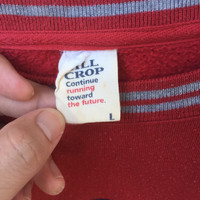 CROP
Continue
running
toward
the future.
L